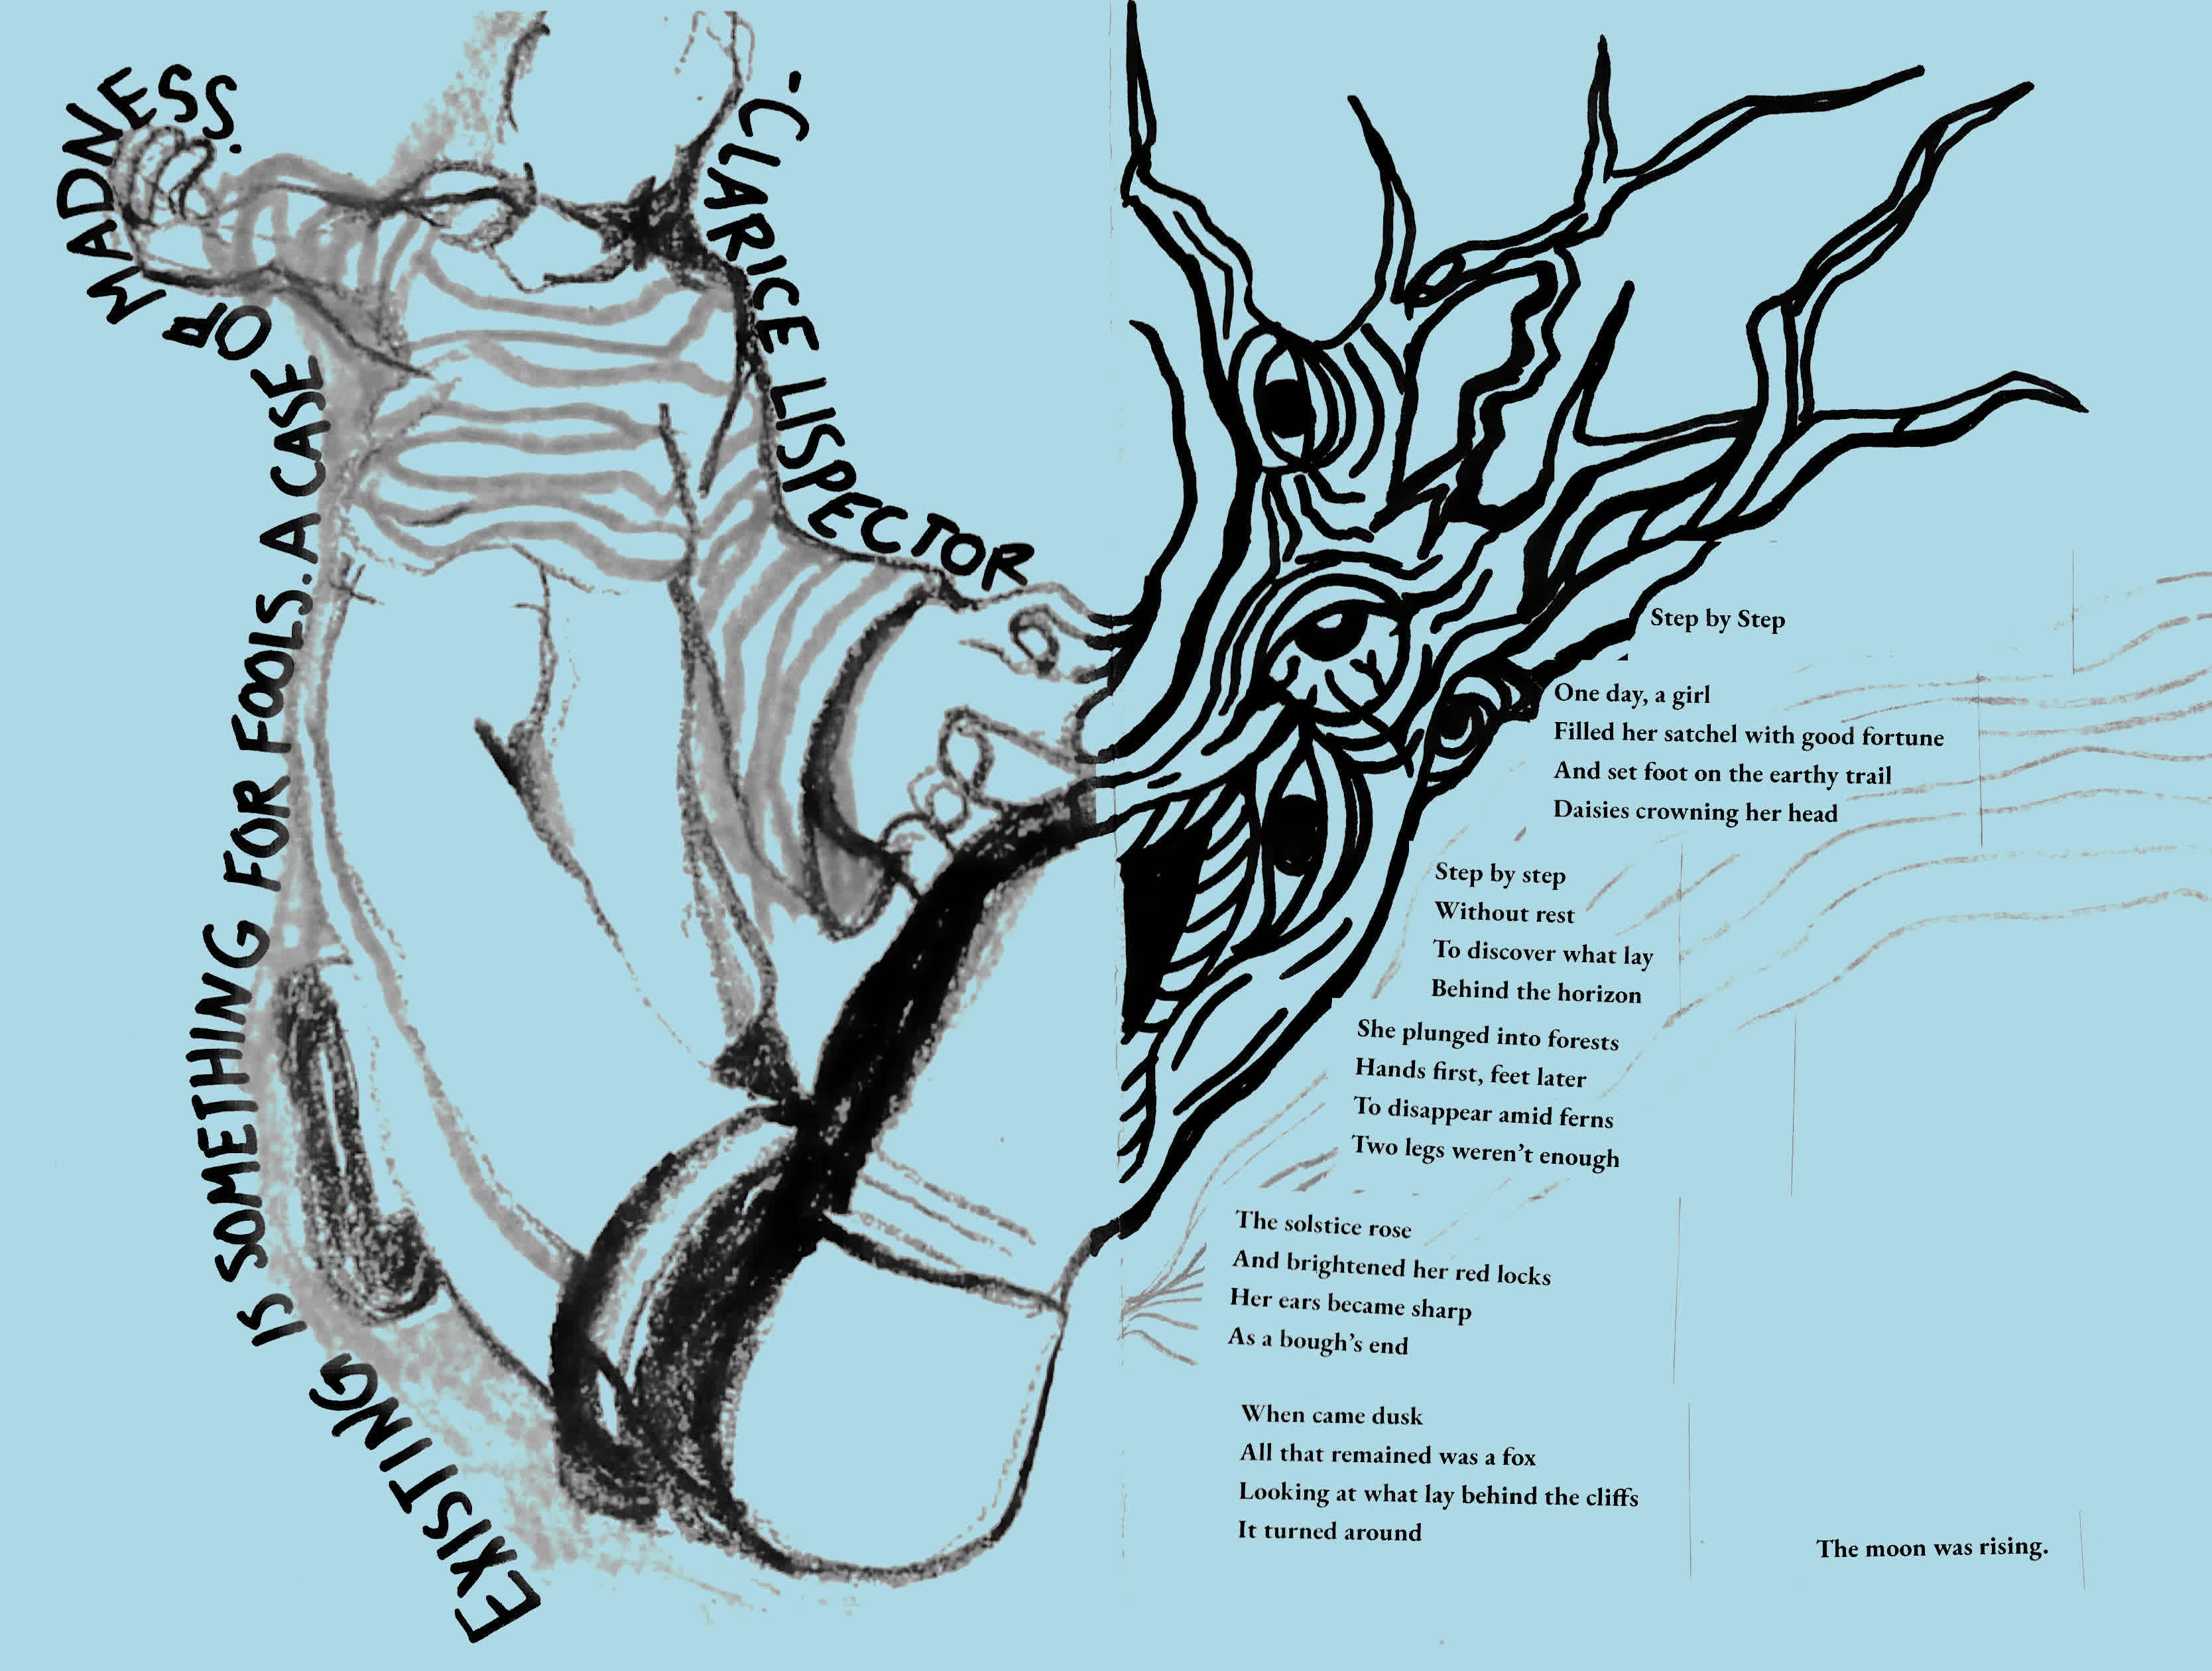 EXISTING IS SOMETHING FOR FOOLS. A CASE OF MADNESS.
-CLARICE LISPECTOR
Step by Step
One day, a girl
Filled her satchel with good fortune
And set foot on the earthy trail
Daisies crowning her head
Step by step
Without rest
To discover what lay
Behind the horizon
She plunged into forests
Hands first, feet later
To disappear amid ferns
Two legs weren’t enough
The solstice rose
And brightened her red locks
Her ears became sharp
As a bough’s end
When came dusk
All that remained was a fox
Looking at what lay behind the cliffs
It turned around
The moon was rising.